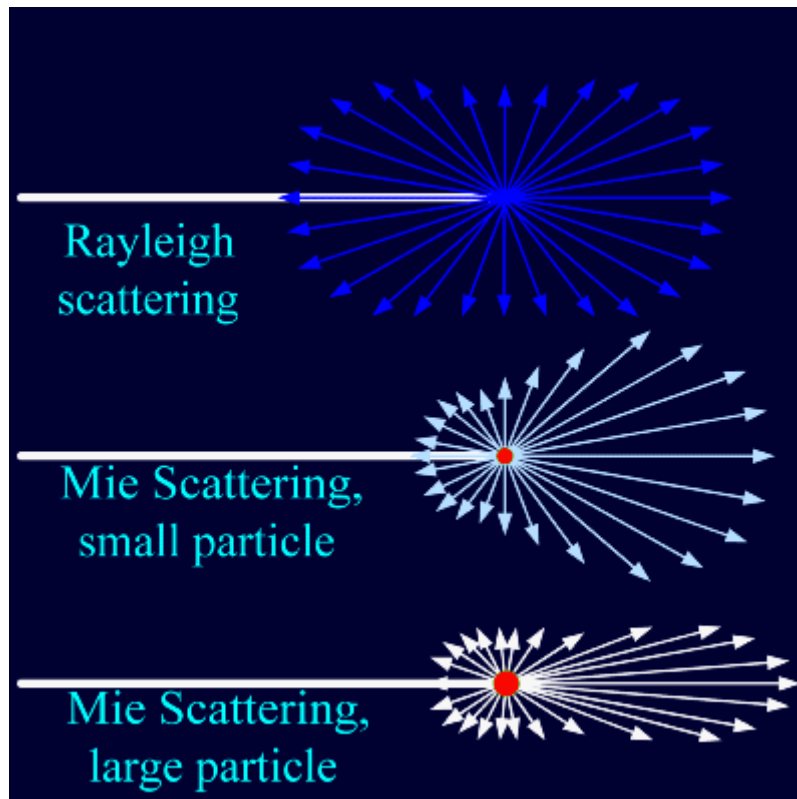 Rayleigh
scattering
Mie Scattering,
small particle
Mie Scattering,
large particle